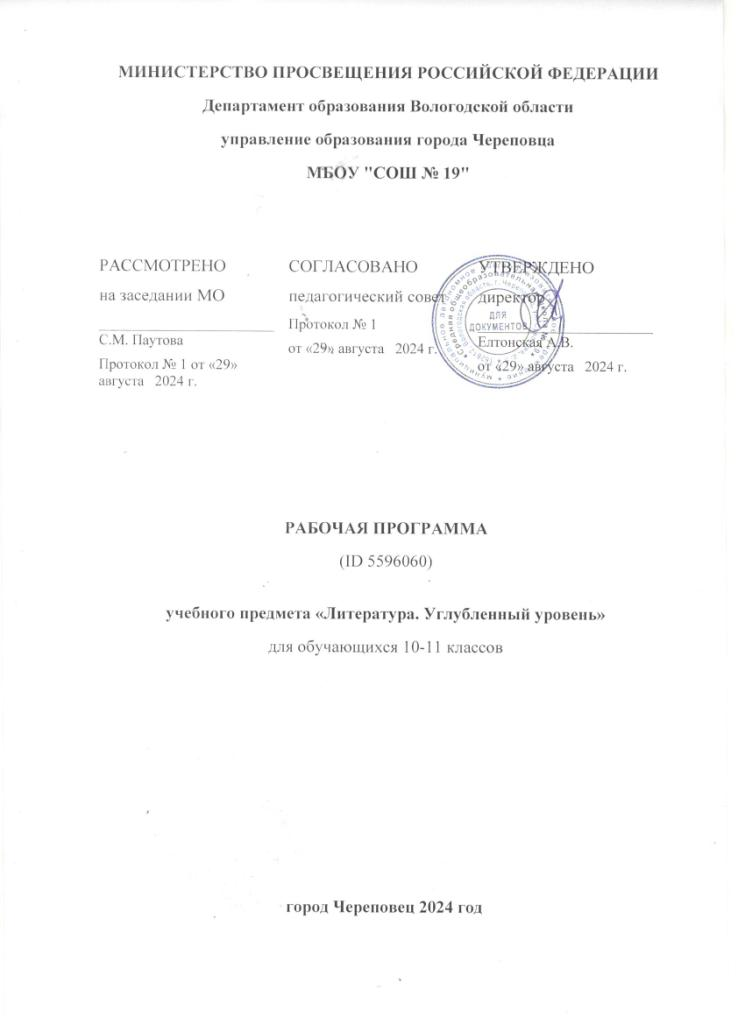 МИНИСТЕРСТВО ПРОСВЕЩЕНИЯ РОССИЙСКОЙ ФЕДЕРАЦИИ
Департамент образования Вологодской области
управление образования города Череповца
МБОУ "СОШ № 19"
РАССМОТРЕНО
на заседании МО
С.М. Паутова
Протокол № 1 от «29»
августа 2024 г.
СОГЛАСОВАНО
педагогический совет
Протокол № 1
от «29» августа 2024 г.
УТВЕРЖДЕНО
директор
Елтонская А.В.
от «29» августа 2024 г.
ДЛЯ
ДОКУМЕНТОВ
РАБОЧАЯ ПРОГРАММА
(ID 5596060)
учебного предмета «Литература. Углубленный уровень»
для обучающихся 10-11 классов
город Череповец 2024 год